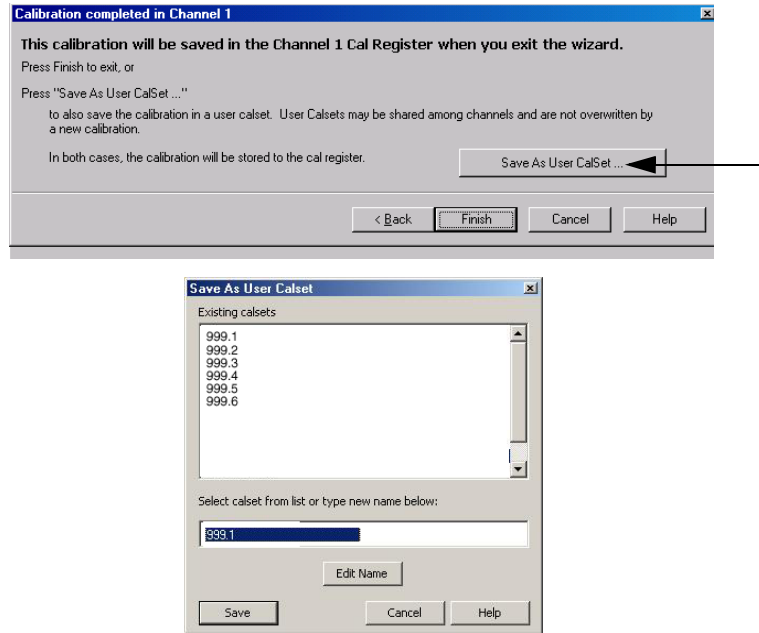 Calibration completed in Channel 1
This calibration will be saved in the Channel 1 Cal Register when you exit the wizard.
Press Finish to exit, or
Press "Save As User CalSet ..."
to also save the calibration in a user calset. User Calsets may be shared among channels and are not overwritten by
a new calibration.
In both cases, the calibration will be stored to the cal register.
Save As User CalSet ...
< Back
Finish
Cancel
Help
Save As User Calset
Existing calsets
999.1
999.2
999.3
999.4
999.5
999.6
Select calset from list or type new name below:
999.1
Edit Name
Save
Cancel
Help